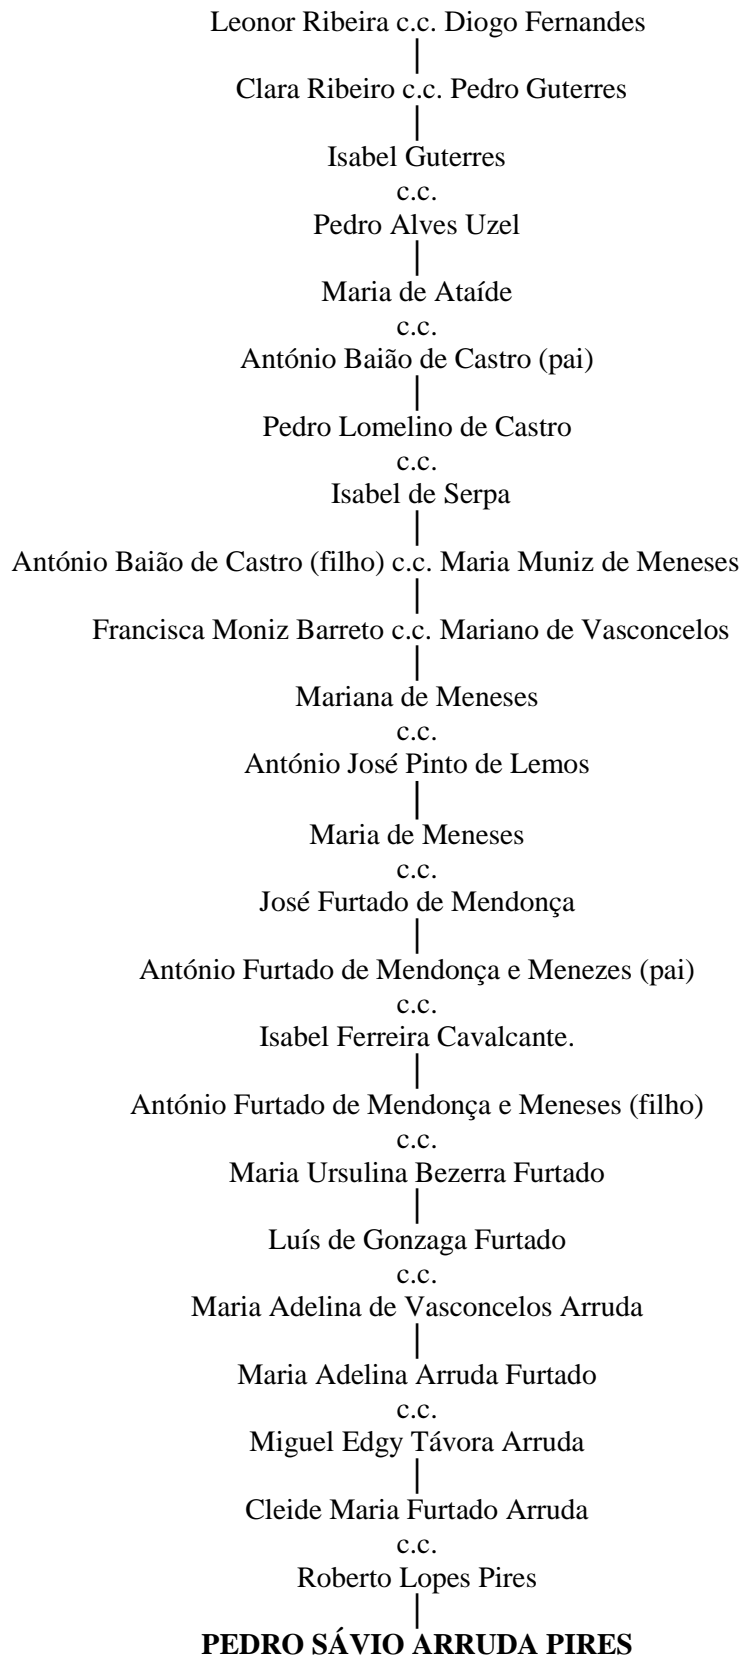 Leonor Ribeira c.c. Diogo Fernandes
Clara Ribeiro c.c. Pedro Guterres
Isabel Guterres
c.c.
Pedro Alves Uzel
Maria de Ataíde
c.c.
António Baião de Castro (pai)
Pedro Lomelino de Castro
c.c.
Isabel de Serpa
António Baião de Castro (filho) c.c. Maria Muniz de Meneses
Francisca Moniz Barreto c.c. Mariano de Vasconcelos
Mariana de Meneses
c.c.
António José Pinto de Lemos
Maria de Meneses
c.c.
José Furtado de Mendonça
António Furtado de Mendonça e Menezes (pai)
c.c.
Isabel Ferreira Cavalcante.
António Furtado de Mendonça e Meneses (filho)
c.c.
Maria Ursulina Bezerra Furtado
Luís de Gonzaga Furtado
c.c.
Maria Adelina de Vasconcelos Arruda
Maria Adelina Arruda Furtado
c.c.
Miguel Edgy Távora Arruda
Cleide Maria Furtado Arruda
c.c.
Roberto Lopes Pires
PEDRO SÁVIO ARRUDA PIRES